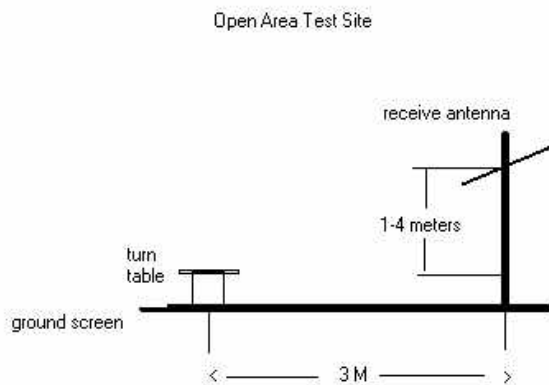 Open Area Test Site
receive antenna
1-4 meters
turn
table
ground screen
3 M